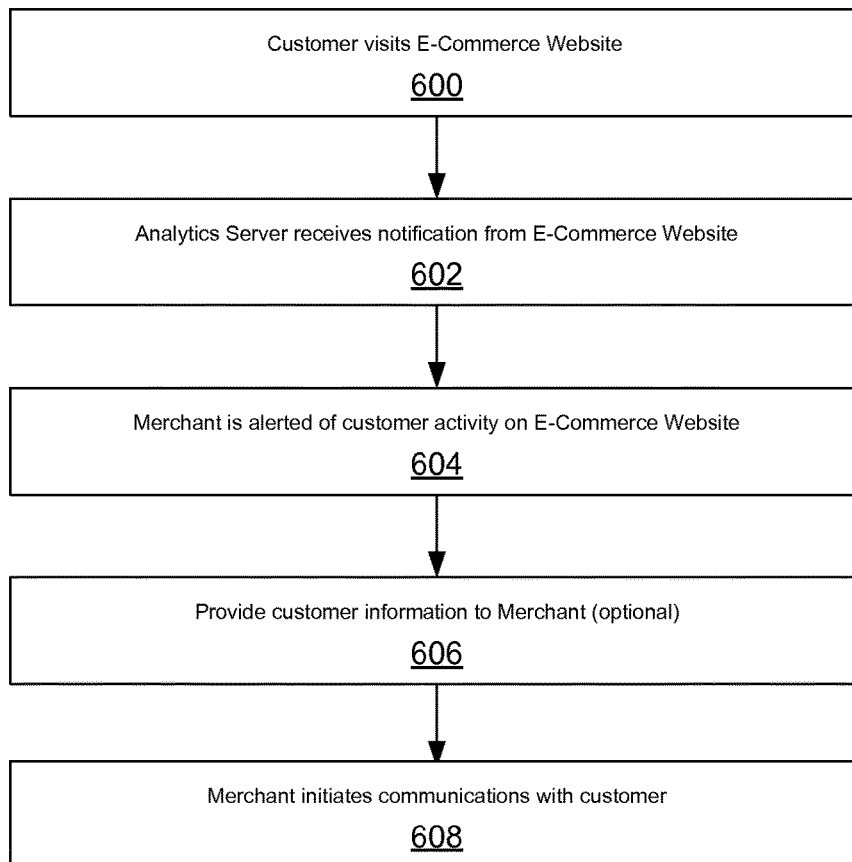 Customer visits E-Commerce Website
600
Analytics Server receives notification from E-Commerce Website
602
Merchant is alerted of customer activity on E-Commerce Website
604
Provide customer information to Merchant (optional)
606
Merchant initiates communications with customer
608